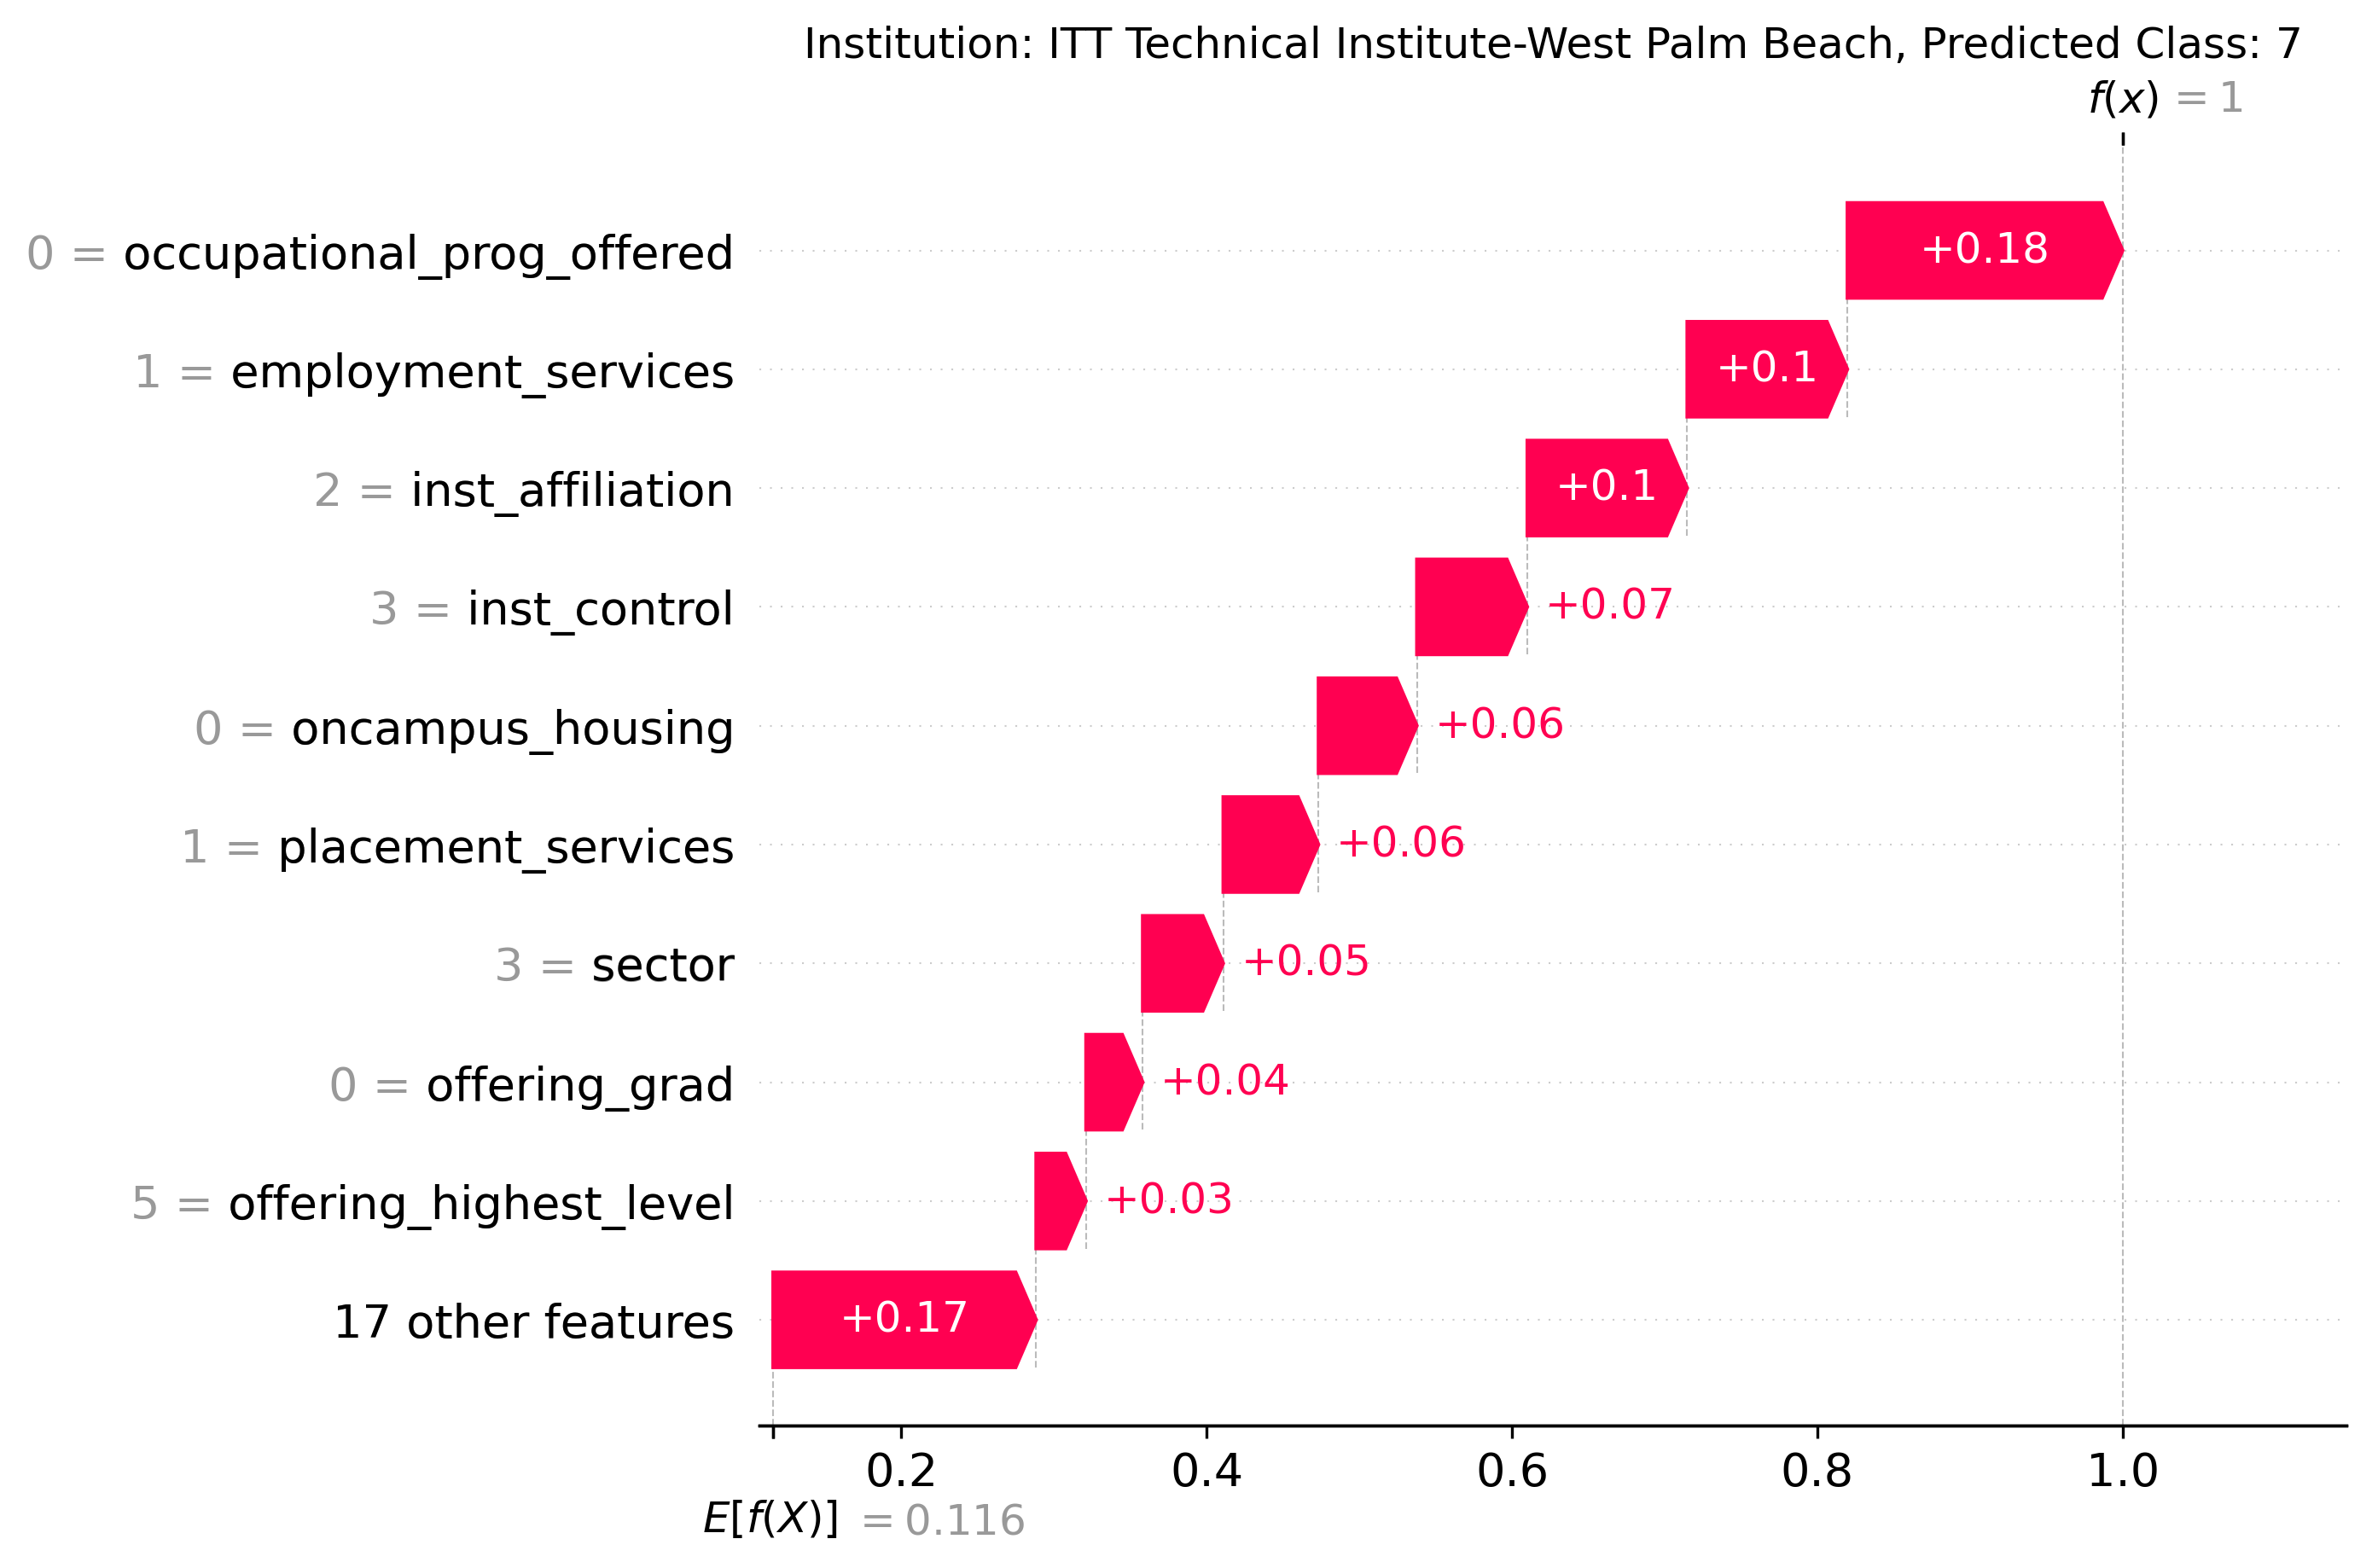 Institution: ITT Technical Institute-West Palm Beach, Predicted Class: 7
f(x) = 1
0 = occupational_prog_offered +0.18
1 = employment_services +0.1
2 = inst_affiliation +0.1
3 = inst_control +0.07
0 = oncampus_housing +0.06
1 = placement_services +0.06
3 = sector +0.05
0 = offering_grad +0.04
5 = offering_highest_level +0.03
17 other features +0.17
0.2 0.4 0.6 0.8 1.0
E[f(X)] = 0.116